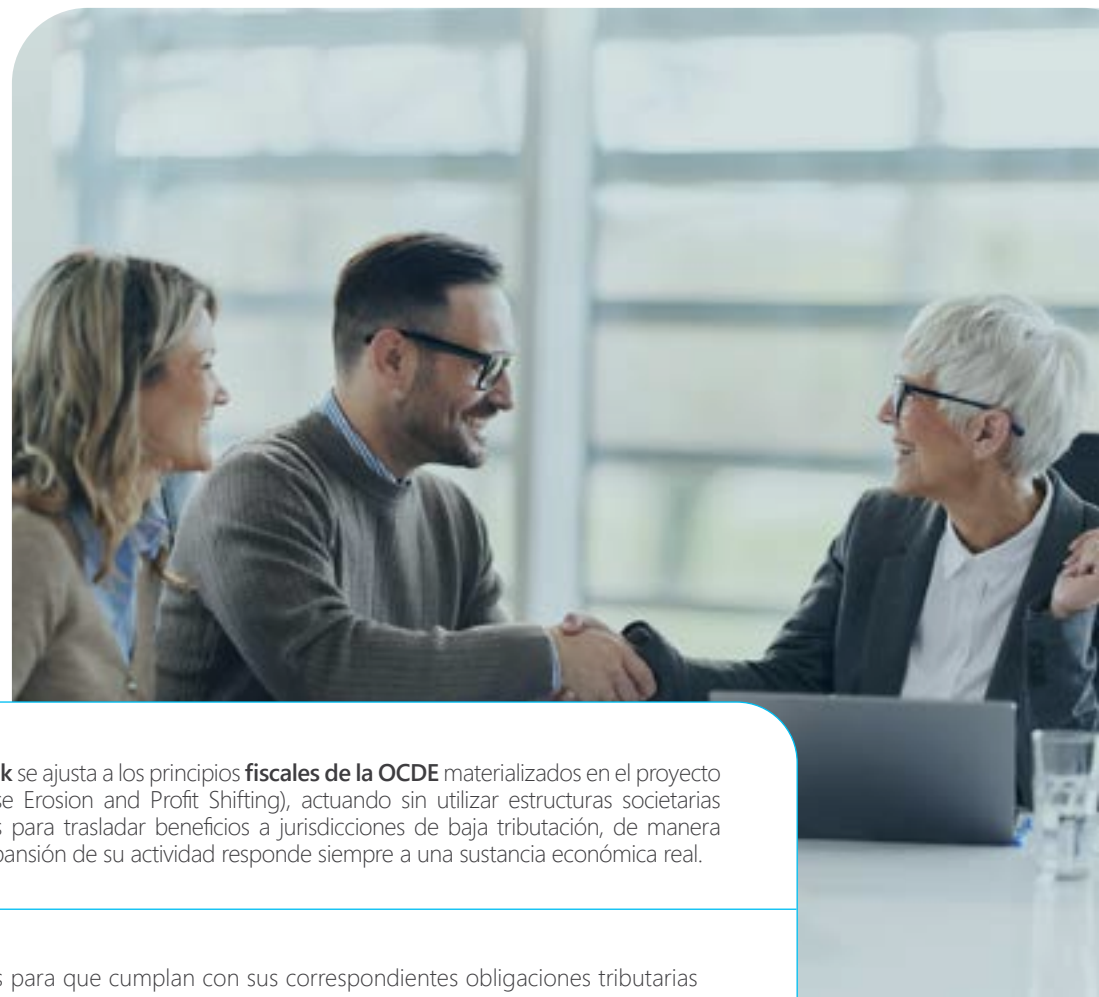 k se ajusta a los principios fiscales de la OCDE materializados en el proyecto
se Erosion and Profit Shifting), actuando sin utilizar estructuras societarias
s para trasladar beneficios a jurisdicciones de baja tributación, de manera
pansión de su actividad responde siempre a una sustancia económica real.
s para que cumplan con sus correspondientes obligaciones tributarias